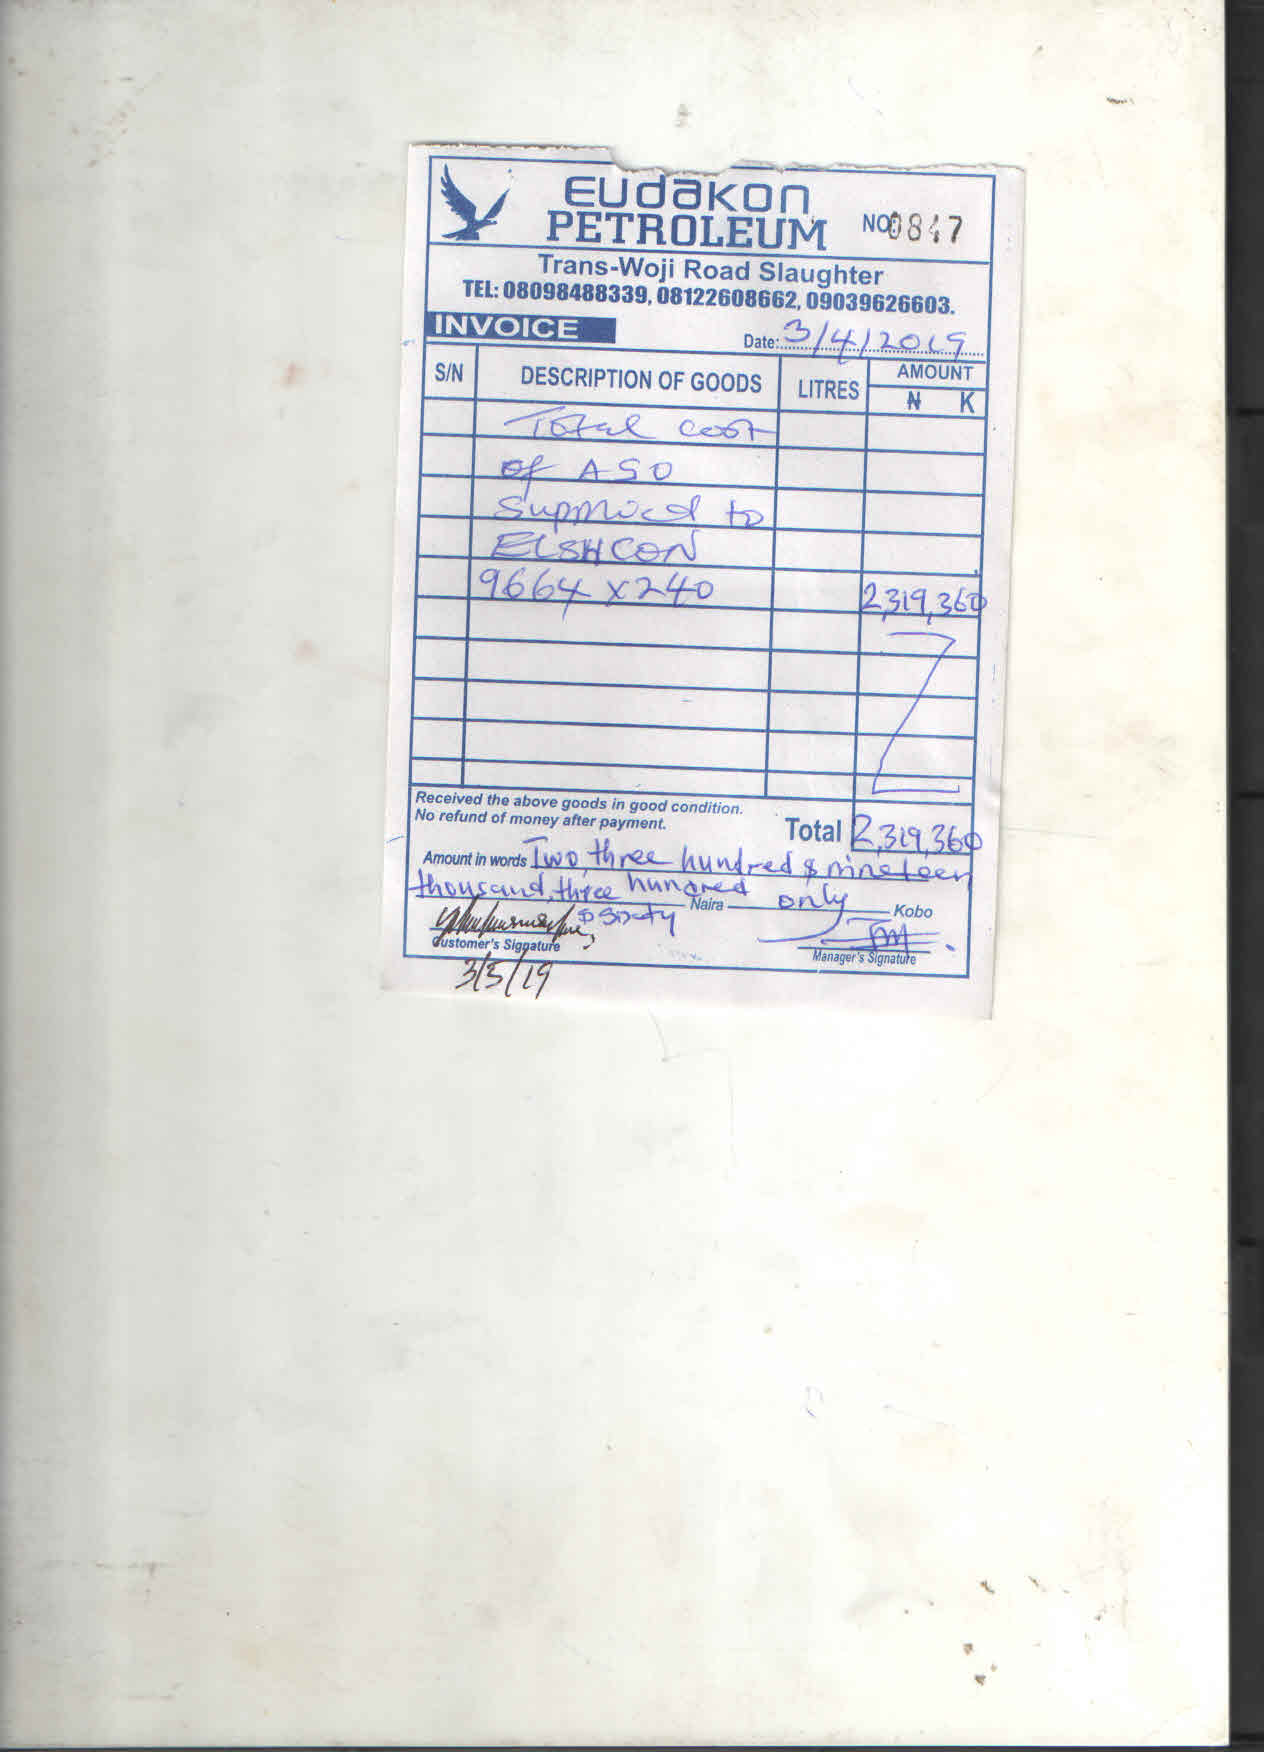 EUDAKON
PETROLEUM
NO 0847
Trans-Woji Road Slaughter
TEL: 08098488339, 08122608662, 09039626603.
INVOICE
Date: 3/4/2019
S/N DESCRIPTION OF GOODS LITRES AMOUNT
₦ K
Total cost
of ASO
Supplied to
ELSHCON
9664 x 240 2,319,360
Received the above goods in good condition.
No refund of money after payment.
Total 2,319,360
Amount in words Two, three hundred & nineteen
thousand, three hundred Naira only Kobo
& sixty
Customer's Signature
Manager's Signature
3/5/19